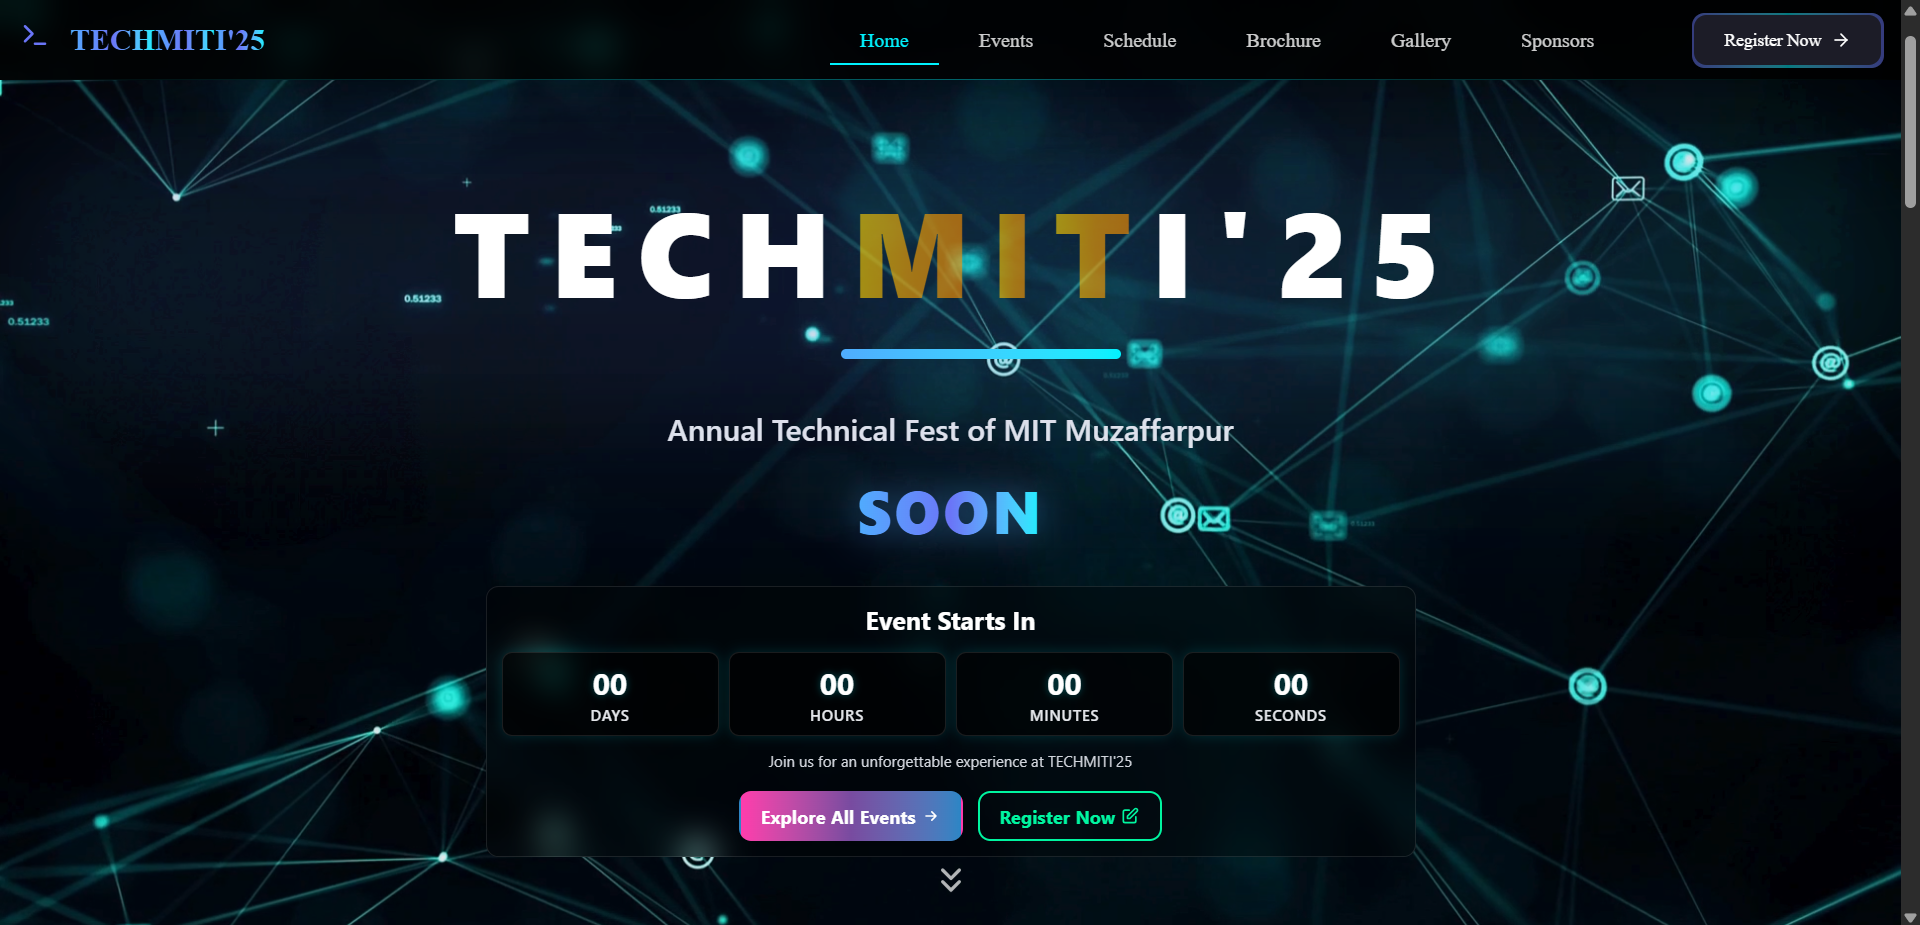 TECHMITI'25
Home Events Schedule Brochure Gallery Sponsors Register Now
0.51233
TECHMITI'25
0.51233
0.51233
Annual Technical Fest of MIT Muzaffarpur
SOON
Event Starts In
00 00 00 00
DAYS HOURS MINUTES SECONDS
Join us for an unforgettable experience at TECHMITI'25
Explore All Events Register Now